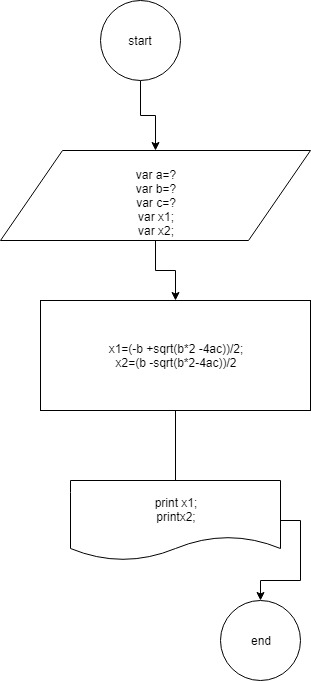 start
var a=?
var b=?
var c=?
var x1;
var x2;
x1=(-b +sqrt(b*2 -4ac))/2;
x2=(b -sqrt(b*2-4ac))/2
print x1;
printx2;
end